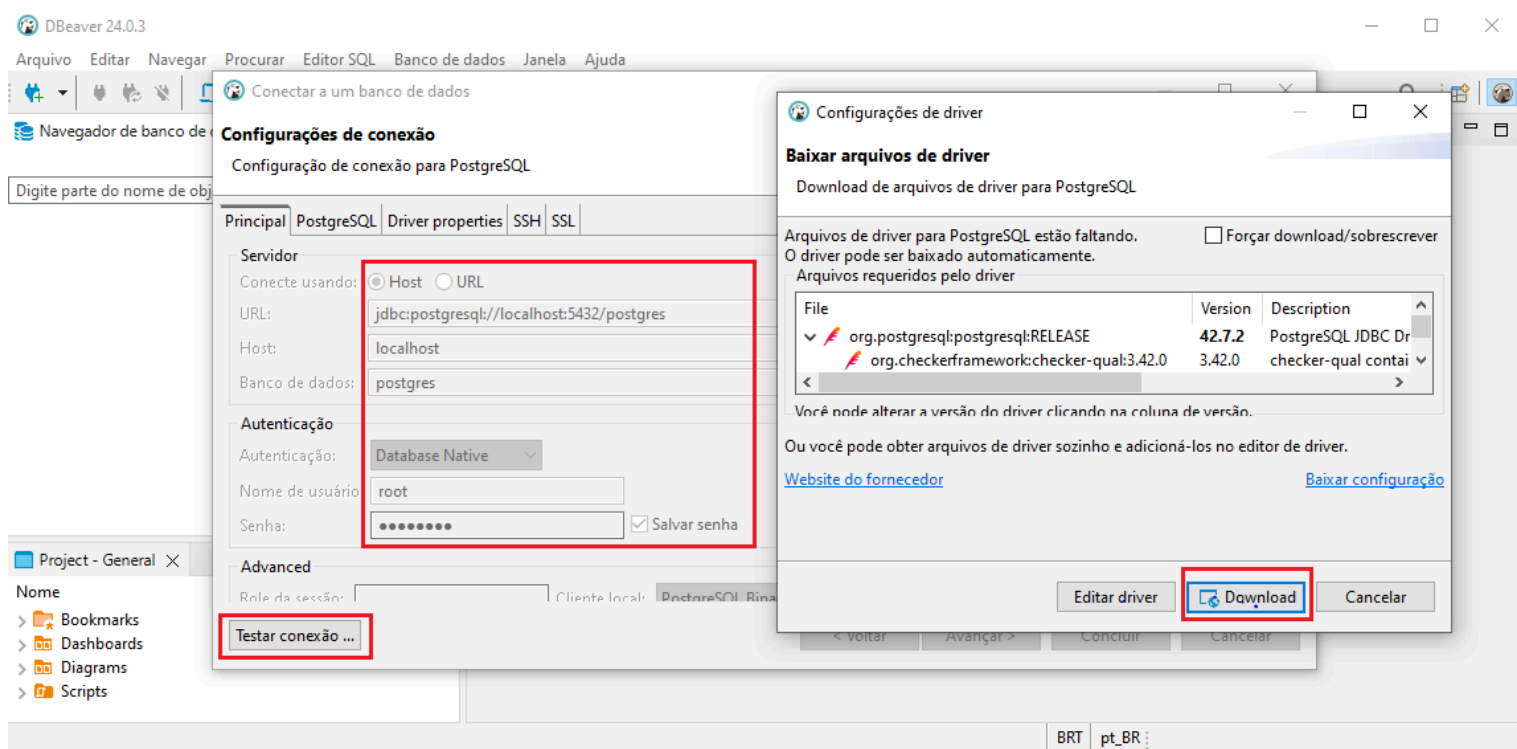 DBeaver 24.0.3
Arquivo Editar Navegar Procurar Editor SQL Banco de dados Janela Ajuda
Navegador de banco de
Digite parte do nome de obj
Conectar a um banco de dados
Configurações de conexão
Configuração de conexão para PostgreSQL
Principal PostgreSQL Driver properties SSH SSL
Servidor
Conecte usando: Host URL
URL: jdbc:postgresql://localhost:5432/postgres
Host: localhost
Banco de dados: postgres
Autenticação
Autenticação: Database Native
Nome de usuário root
Senha: •••••••• Salvar senha
Advanced
Role da sessão: Cliente local: PostgreSQL Bina
Testar conexão ...
< Voltar Avançar > Concluir Cancelar
Configurações de driver
Baixar arquivos de driver
Download de arquivos de driver para PostgreSQL
Arquivos de driver para PostgreSQL estão faltando. Forçar download/sobrescrever
O driver pode ser baixado automaticamente.
Arquivos requeridos pelo driver
File Version Description
org.postgresql:postgresql:RELEASE 42.7.2 PostgreSQL JDBC Dr
org.checkerframework:checker-qual:3.42.0 3.42.0 checker-qual contai
Você pode alterar a versão do driver clicando na coluna de versão.
Ou você pode obter arquivos de driver sozinho e adicioná-los no editor de driver.
Website do fornecedor Baixar configuração
Editar driver Download Cancelar
Project - General
Nome
Bookmarks
Dashboards
Diagrams
Scripts
BRT pt_BR